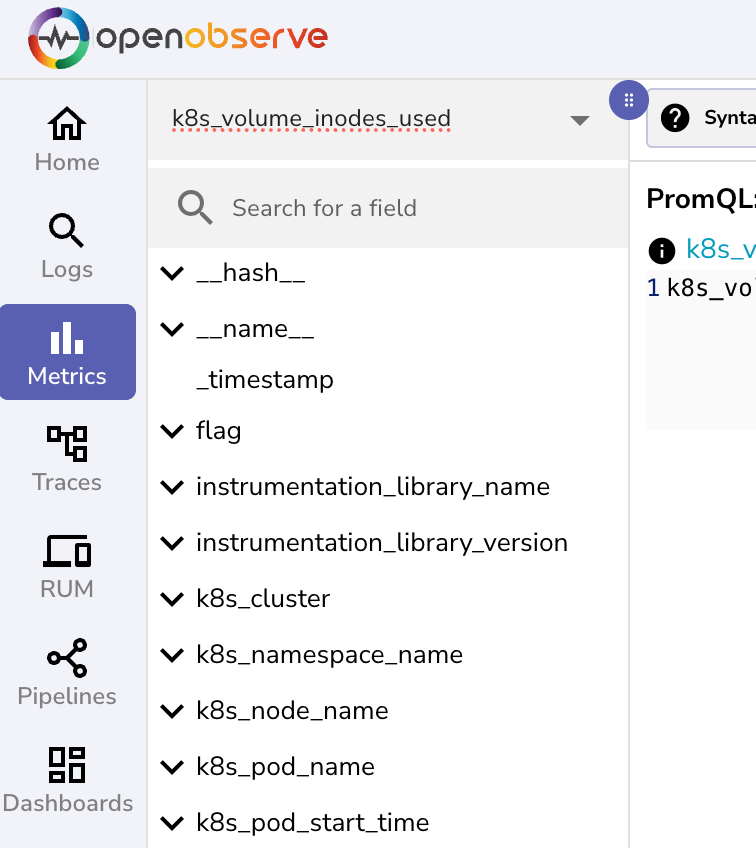 openobserve
Home
Logs
Metrics
Traces
RUM
Pipelines
Dashboards
k8s_volume_inodes_used
Search for a field
__hash__
__name__
_timestamp
flag
instrumentation_library_name
instrumentation_library_version
k8s_cluster
k8s_namespace_name
k8s_node_name
k8s_pod_name
k8s_pod_start_time
Synta
PromQL:
k8s_v
1 k8s_vo